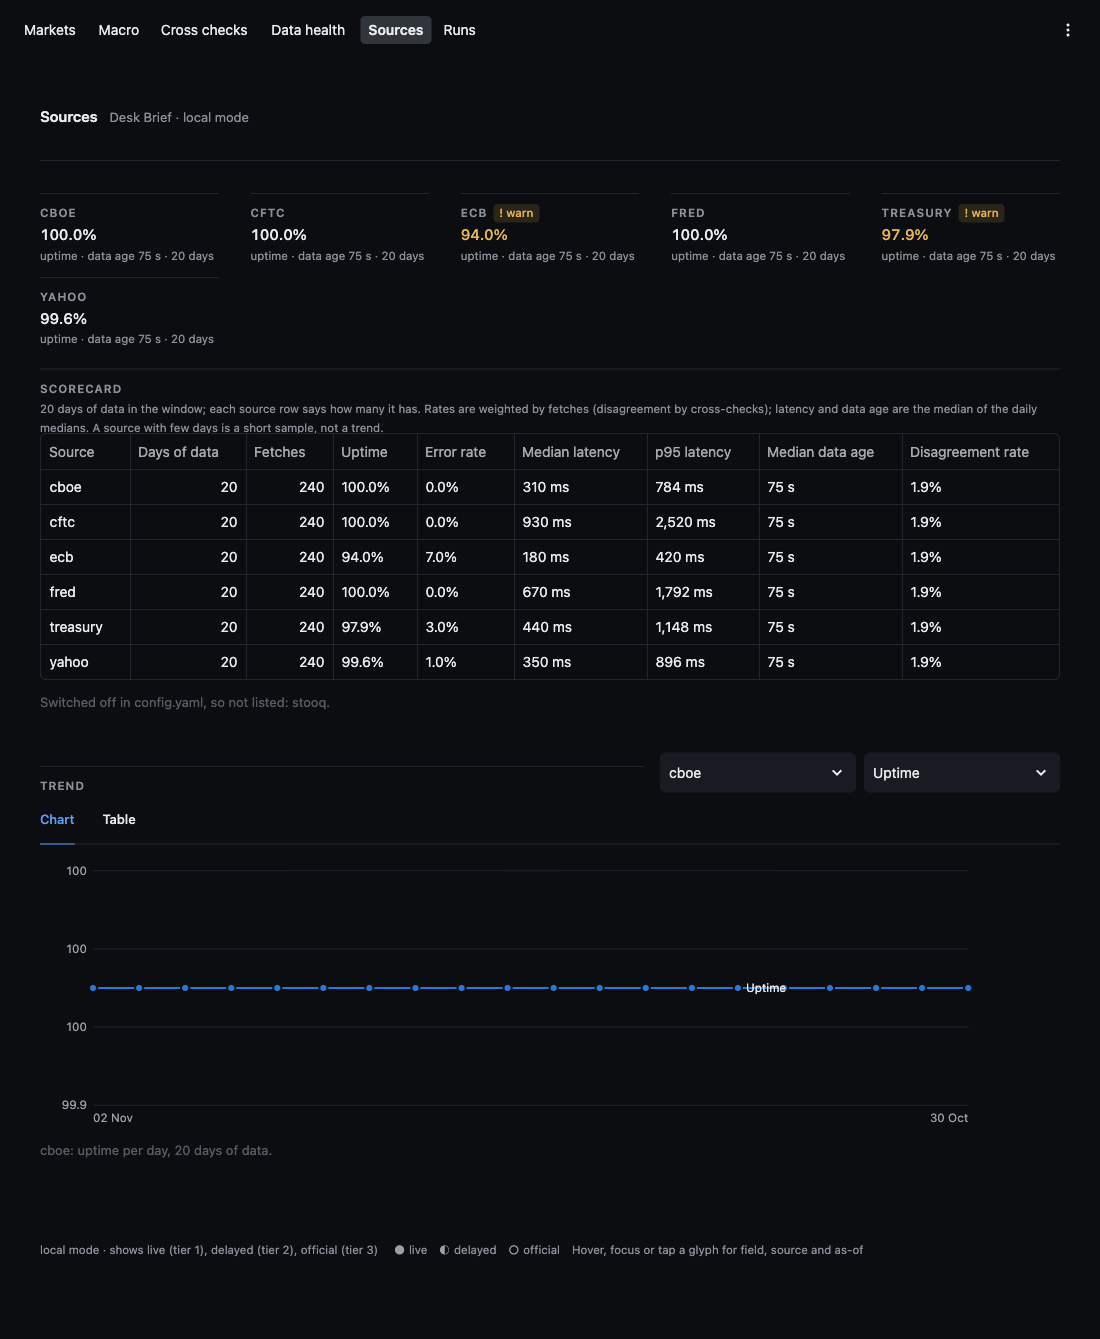 Markets Macro Cross checks Data health Sources Runs
Sources Desk Brief · local mode
CBOE CFTC ECB ! warn FRED TREASURY ! warn
100.0% 100.0% 94.0% 100.0% 97.9%
uptime · data age 75 s · 20 days uptime · data age 75 s · 20 days uptime · data age 75 s · 20 days uptime · data age 75 s · 20 days uptime · data age 75 s · 20 days
YAHOO
99.6%
uptime · data age 75 s · 20 days
SCORECARD
20 days of data in the window; each source row says how many it has. Rates are weighted by fetches (disagreement by cross-checks); latency and data age are the median of the daily
medians. A source with few days is a short sample, not a trend.
Source Days of data Fetches Uptime Error rate Median latency p95 latency Median data age Disagreement rate
cboe 20 240 100.0% 0.0% 310 ms 784 ms 75 s 1.9%
cftc 20 240 100.0% 0.0% 930 ms 2,520 ms 75 s 1.9%
ecb 20 240 94.0% 7.0% 180 ms 420 ms 75 s 1.9%
fred 20 240 100.0% 0.0% 670 ms 1,792 ms 75 s 1.9%
treasury 20 240 97.9% 3.0% 440 ms 1,148 ms 75 s 1.9%
yahoo 20 240 99.6% 1.0% 350 ms 896 ms 75 s 1.9%
Switched off in config.yaml, so not listed: stooq.
cboe Uptime
TREND
Chart Table
100
100
Uptime
100
99.9
02 Nov 30 Oct
cboe: uptime per day, 20 days of data.
local mode · shows live (tier 1), delayed (tier 2), official (tier 3) live delayed official Hover, focus or tap a glyph for field, source and as-of